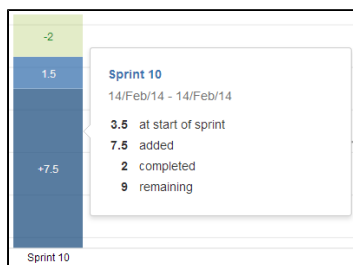 -2
1.5
+7.5
Sprint 10
14/Feb/14 - 14/Feb/14
3.5 at start of sprint
7.5 added
2 completed
9 remaining
Sprint 10